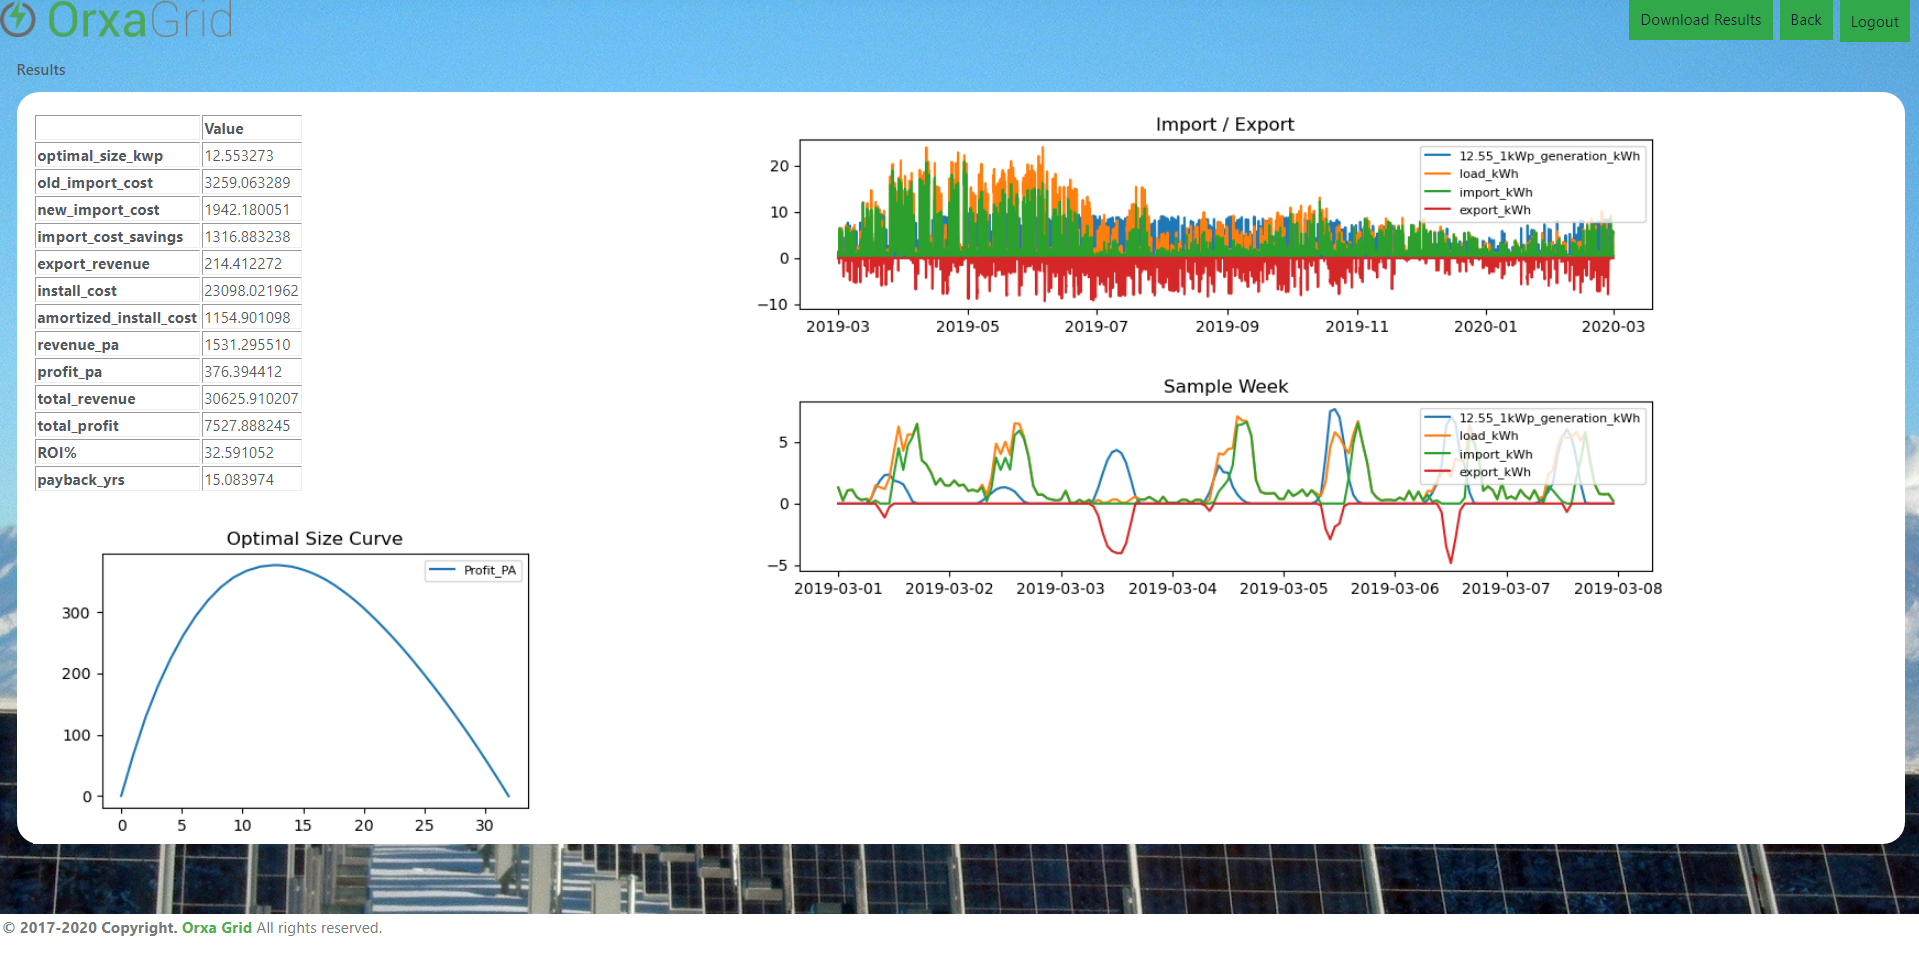 OrxaGrid
Download Results
Back
Logout
Results
Value
optimal_size_kwp 12.553273
old_import_cost 3259.063289
new_import_cost 1942.180051
import_cost_savings 1316.883238
export_revenue 214.412272
install_cost 23098.021962
amortized_install_cost 1154.901098
revenue_pa 1531.295510
profit_pa 376.394412
total_revenue 30625.910207
total_profit 7527.888245
ROI% 32.591052
payback_yrs 15.083974
Optimal Size Curve
Profit_PA
300
200
100
0
0 5 10 15 20 25 30
Import / Export
12.55_1kWp_generation_kWh
load_kWh
import_kWh
export_kWh
20
10
0
−10
2019-03 2019-05 2019-07 2019-09 2019-11 2020-01 2020-03
Sample Week
12.55_1kWp_generation_kWh
load_kWh
import_kWh
export_kWh
5
0
−5
2019-03-01 2019-03-02 2019-03-03 2019-03-04 2019-03-05 2019-03-06 2019-03-07 2019-03-08
© 2017-2020 Copyright. Orxa Grid All rights reserved.